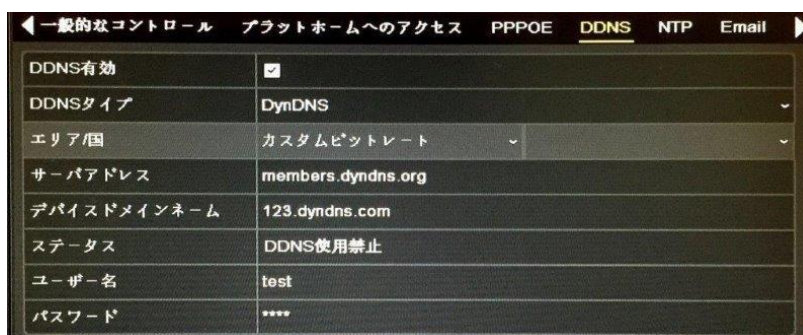 一般的なコントロール プラットホームへのアクセス PPPOE DDNS NTP Email
DDNS有効
DDNSタイプ DynDNS
エリア/国 カスタムビットレート
サーバアドレス members.dyndns.org
デバイスドメインネーム 123.dyndns.com
ステータス DDNS使用禁止
ユーザー名 test
パスワード ****